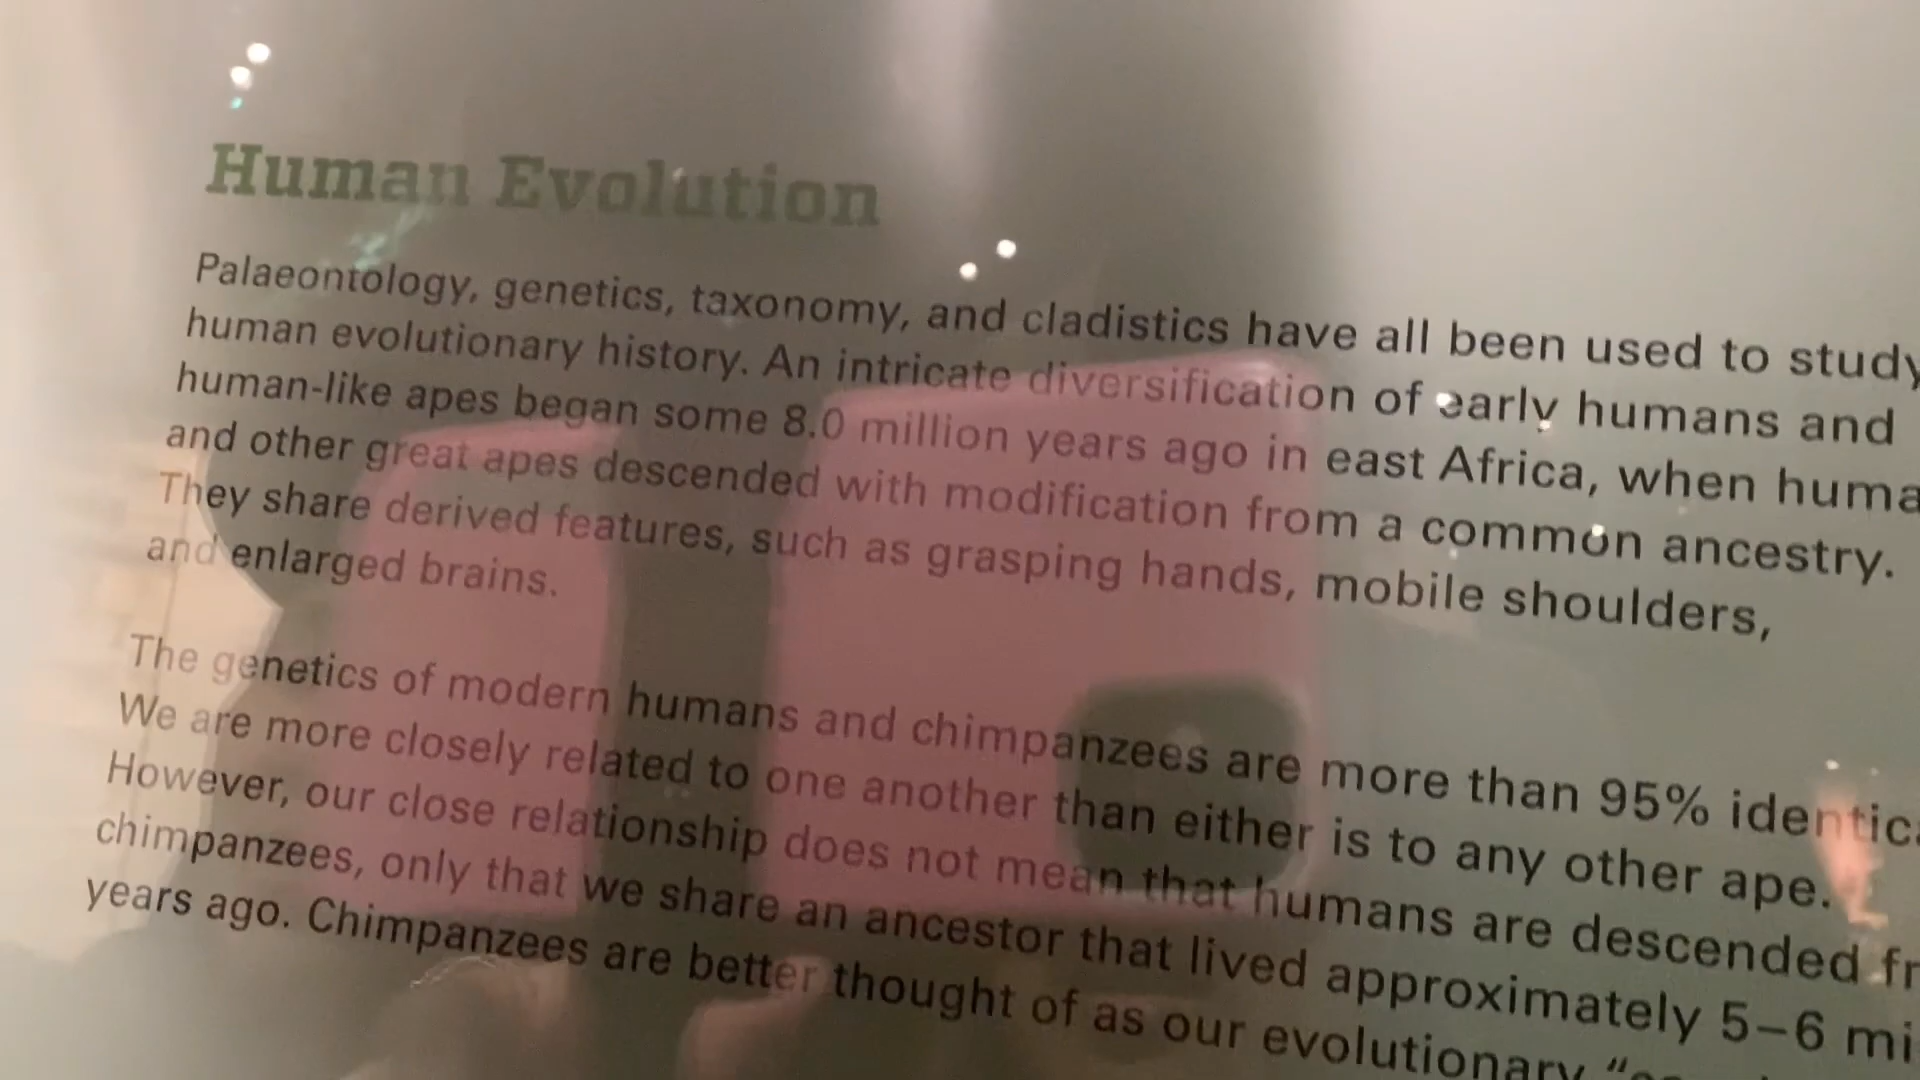 Human Evolution
Palaeontology, genetics, taxonomy, and cladistics have all been used to study
human evolutionary history. An intricate diversification of early humans and
human-like apes began some 8.0 million years ago in east Africa, when huma
and other great apes descended with modification from a common ancestry.
They share derived features, such as grasping hands, mobile shoulders,
and enlarged brains.
The genetics of modern humans and chimpanzees are more than 95% identic
We are more closely related to one another than either is to any other ape.
However, our close relationship does not mean that humans are descended fr
chimpanzees, only that we share an ancestor that lived approximately 5–6 mi
years ago. Chimpanzees are better thought of as our evolutionary